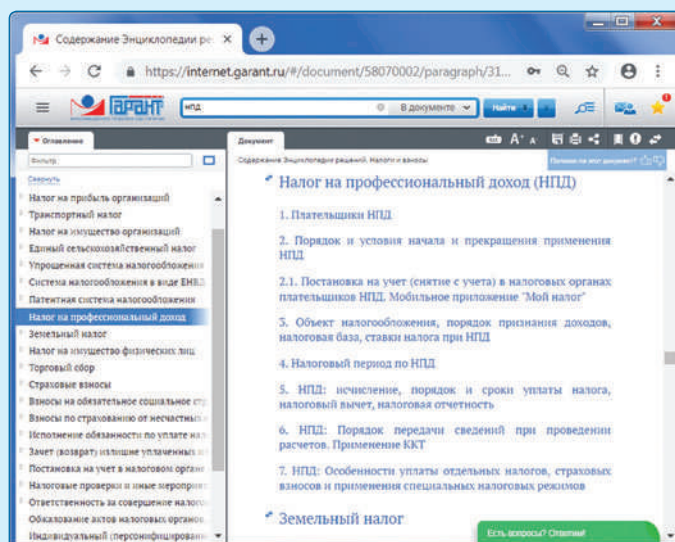 Содержание Энциклопедии ре
https://internet.garant.ru/#/document/58070002/paragraph/31...
ГАРАНТ
нпд
В документе
Найти
Оглавление
Документ
Фильтр
Содержание Энциклопедии решений. Налоги и взносы
Свернуть
Налог на прибыль организаций
Транспортный налог
Налог на имущество организаций
Единый сельскохозяйственный налог
Упрощенная система налогообложения
Система налогообложения в виде ЕНВД
Патентная система налогообложения
Налог на профессиональный доход
Земельный налог
Налог на имущество физических лиц
Торговый сбор
Страховые взносы
Взносы на обязательное социальное
Взносы по страхованию от несчастных
Исполнение обязанности по уплате
Зачет (возврат) излишне уплаченных
Постановка на учет в налоговом орган
Налоговые проверки и иные меропри
Ответственность за совершение налого
Обжалование актов налоговых органов
Индивидуальный (персонифицированн
Налог на профессиональный доход (НПД)
1. Плательщики НПД
2. Порядок и условия начала и прекращения применения
НПД
2.1. Постановка на учет (снятие с учета) в налоговых органах
плательщиков НПД. Мобильное приложение "Мой налог"
3. Объект налогообложения, порядок признания доходов,
налоговая база, ставки налога при НПД
4. Налоговый период по НПД
5. НПД: исчисление, порядок и сроки уплаты налога,
налоговый вычет, налоговая отчетность
6. НПД: Порядок передачи сведений при проведении
расчетов. Применение ККТ
7. НПД: Особенности уплаты отдельных налогов, страховых
взносов и применения специальных налоговых режимов
Земельный налог
Есть вопросы? Ответим!